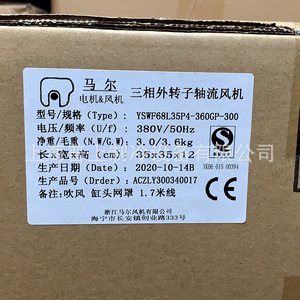 马尔
电机&风机
三相外转子轴流风机
型号/规格(Type): YSWF68L35P4-360GP-300
电压/频率(U/f): 380V/50Hz
净重/毛重(N.W/G.W): 3.0/3.6kg
长×宽×高(cm): 35×35×12
生产日期(Date): 2020-10-14B
生产序号(Drder): ACZLY300340017
YK06-015-00394
备注:吹风 缸头网罩 1.7米线
浙江马尔风机有限公司
海宁市长安镇创业路333号